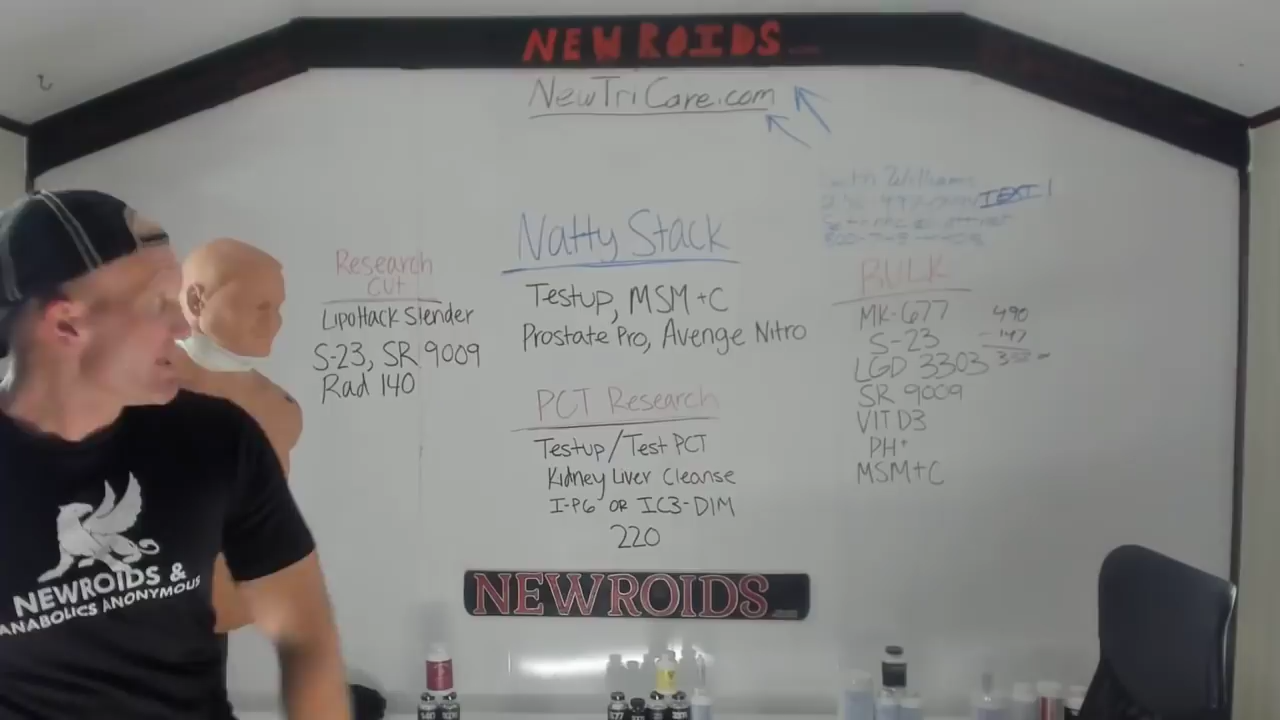 NEWROIDS
NewTriCare.com
Williams
TEXT!
Natty Stack
Testup, MSM+C
Prostate Pro, Avenge Nitro
Research
CUT
LipoHack Slender
S-23, SR 9009
Rad 140
BULK
MK-677
S-23
LGD 3303
SR 9009
VIT D3
PH+
MSM+C
490
- 147
PCT Research
Testup/Test PCT
Kidney Liver Cleanse
I-P6 OR IC3-DIM
220
NEWROIDS
NEWROIDS &
ANABOLICS ANONYMOUS